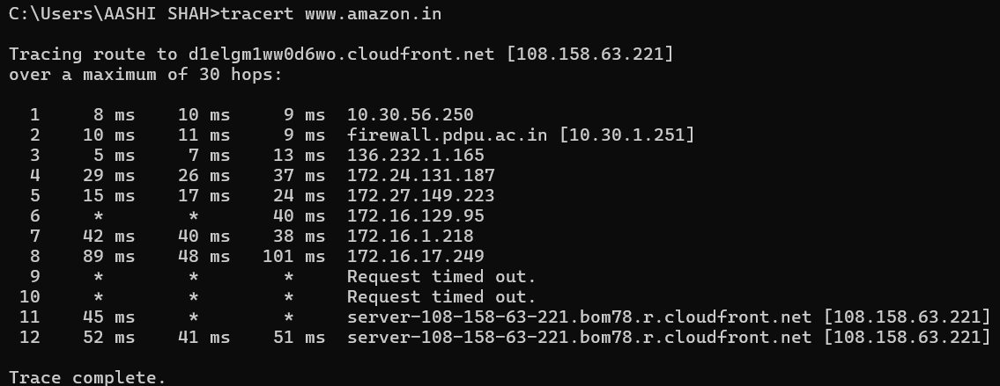 C:\Users\AASHI SHAH>tracert www.amazon.in
Tracing route to d1elgm1ww0d6wo.cloudfront.net [108.158.63.221]
over a maximum of 30 hops:
1 8 ms 10 ms 9 ms 10.30.56.250
2 10 ms 11 ms 9 ms firewall.pdpu.ac.in [10.30.1.251]
3 5 ms 7 ms 13 ms 136.232.1.165
4 29 ms 26 ms 37 ms 172.24.131.187
5 15 ms 17 ms 24 ms 172.27.149.223
6 * * 40 ms 172.16.129.95
7 42 ms 40 ms 38 ms 172.16.1.218
8 89 ms 48 ms 101 ms 172.16.17.249
9 * * * Request timed out.
10 * * * Request timed out.
11 45 ms * * server-108-158-63-221.bom78.r.cloudfront.net [108.158.63.221]
12 52 ms 41 ms 51 ms server-108-158-63-221.bom78.r.cloudfront.net [108.158.63.221]
Trace complete.